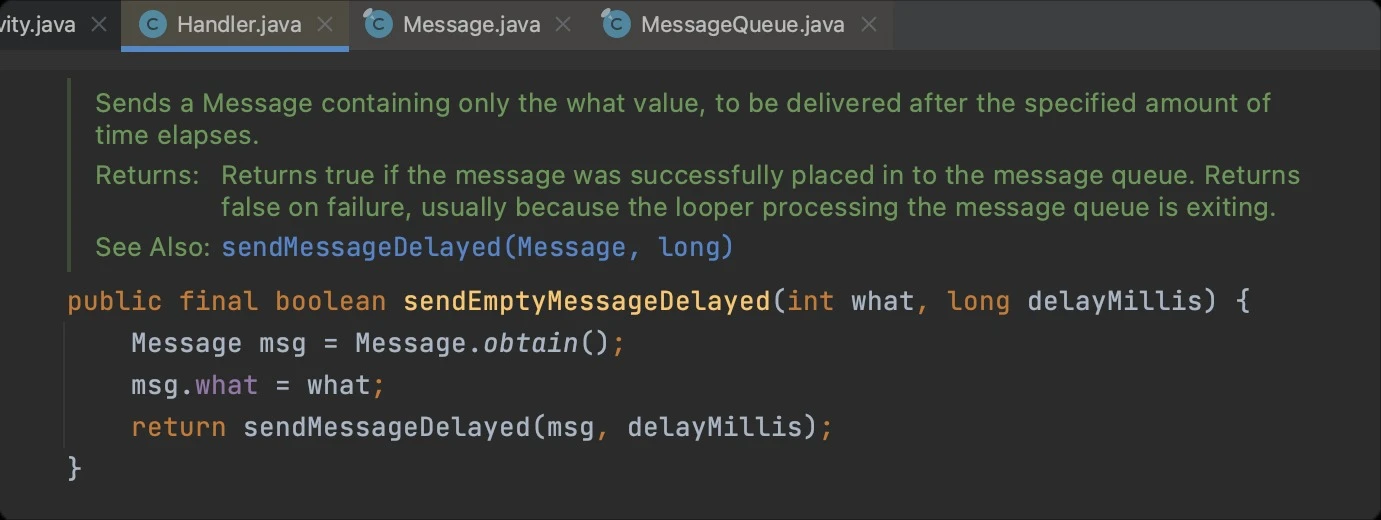 vity.java Handler.java Message.java MessageQueue.java
Sends a Message containing only the what value, to be delivered after the specified amount of
time elapses.
Returns: Returns true if the message was successfully placed in to the message queue. Returns
false on failure, usually because the looper processing the message queue is exiting.
See Also: sendMessageDelayed(Message, long)
public final boolean sendEmptyMessageDelayed(int what, long delayMillis) {
    Message msg = Message.obtain();
    msg.what = what;
    return sendMessageDelayed(msg, delayMillis);
}